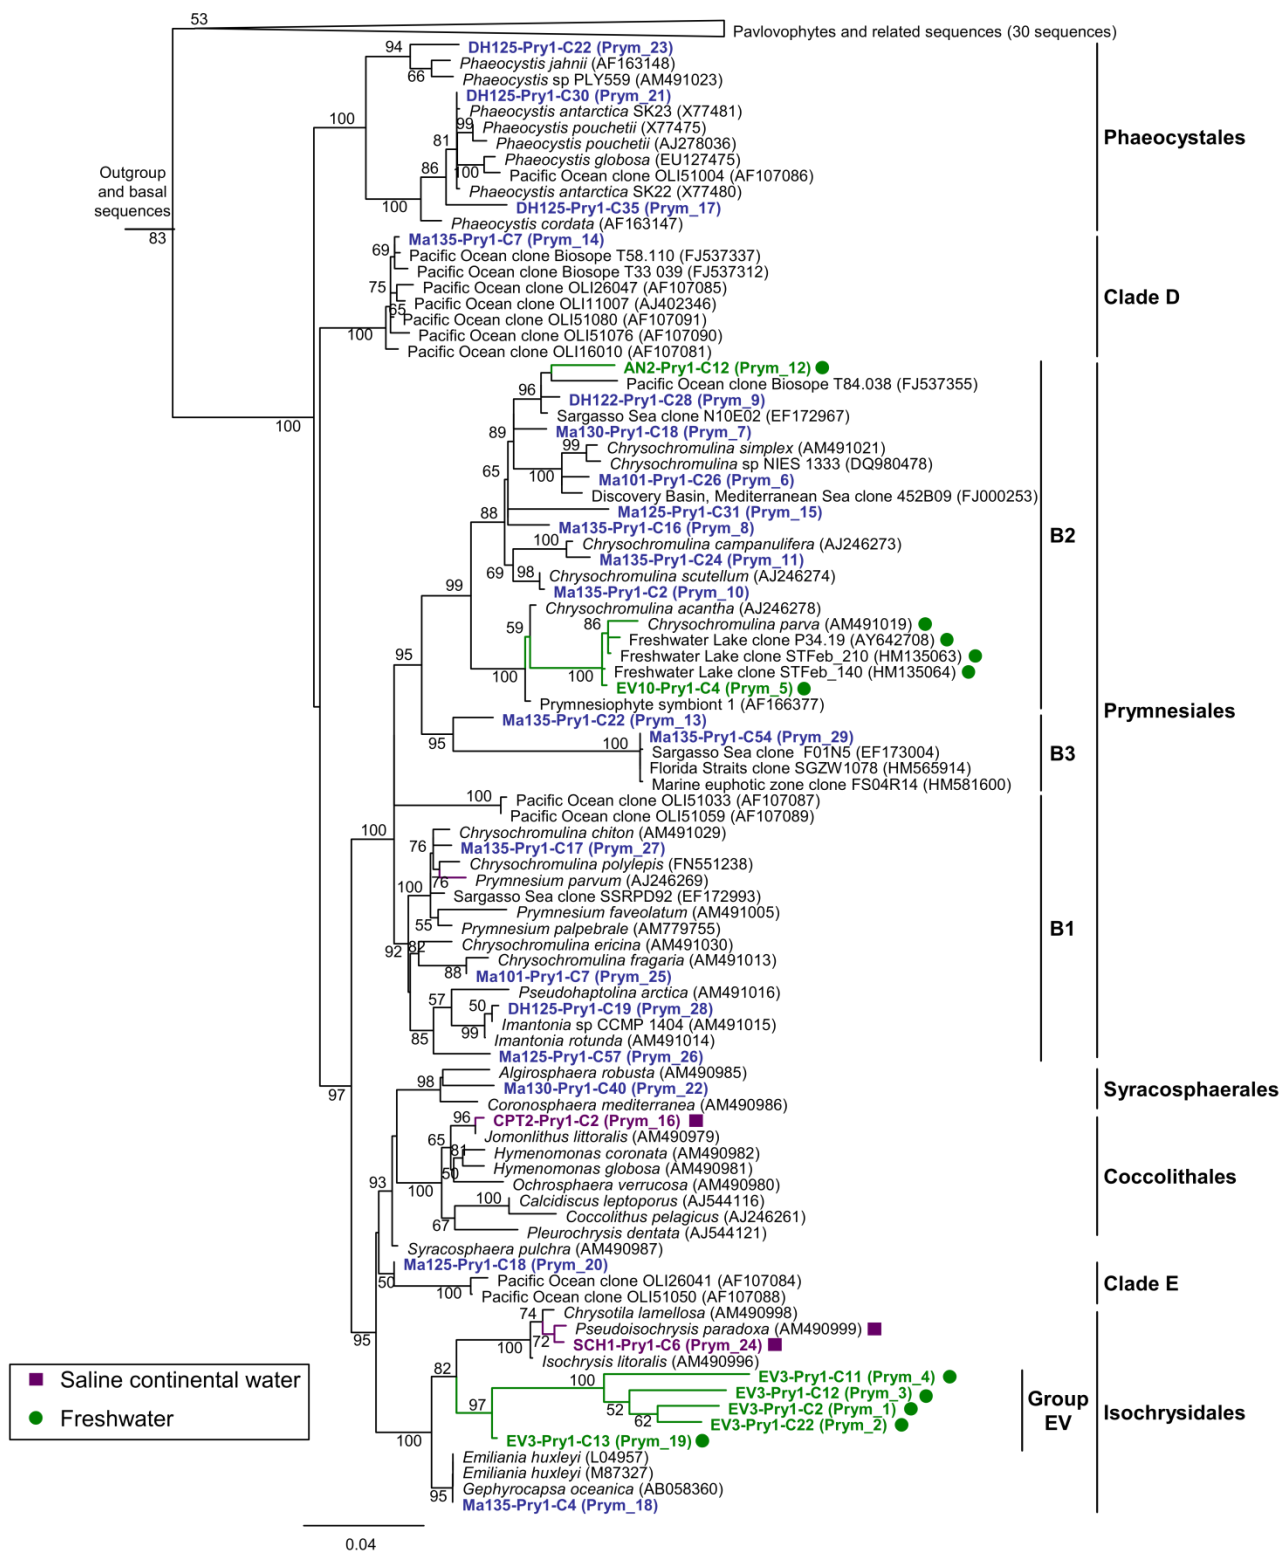 53
Pavlovophytes and related sequences (30 sequences)
94
DH125-Pry1-C22 (Prym_23)
Phaeocystis jahnii (AF163148)
66
Phaeocystis sp PLY559 (AM491023)
DH125-Pry1-C30 (Prym_21)
Phaeocystis antarctica SK23 (X77481)
100
99
Phaeocystis pouchetii (X77475)
Phaeocystales
81
Phaeocystis pouchetii (AJ278036)
Phaeocystis globosa (EU127475)
Outgroup
and basal
sequences
86
100
Pacific Ocean clone OLI51004 (AF107086)
Phaeocystis antarctica SK22 (X77480)
100
DH125-Pry1-C35 (Prym_17)
Phaeocystis cordata (AF163147)
83
Ma135-Pry1-C7 (Prym_14)
69
Pacific Ocean clone Biosope T58.110 (FJ537337)
Pacific Ocean clone Biosope T33 039 (FJ537312)
75
Pacific Ocean clone OLI26047 (AF107085)
Clade D
Pacific Ocean clone OLI11007 (AJ402346)
65
Pacific Ocean clone OLI51080 (AF107091)
100
Pacific Ocean clone OLI51076 (AF107090)
Pacific Ocean clone OLI16010 (AF107081)
AN2-Pry1-C12 (Prym_12)
Pacific Ocean clone Biosope T84.038 (FJ537355)
96
DH122-Pry1-C28 (Prym_9)
Sargasso Sea clone N10E02 (EF172967)
100
89
Ma130-Pry1-C18 (Prym_7)
99
Chrysochromulina simplex (AM491021)
Chrysochromulina sp NIES 1333 (DQ980478)
65
100
Ma101-Pry1-C26 (Prym_6)
Discovery Basin, Mediterranean Sea clone 452B09 (FJ000253)
88
Ma125-Pry1-C31 (Prym_15)
Ma135-Pry1-C16 (Prym_8)
B2
100
Chrysochromulina campanulifera (AJ246273)
Ma135-Pry1-C24 (Prym_11)
69
98
Chrysochromulina scutellum (AJ246274)
99
Ma135-Pry1-C2 (Prym_10)
Chrysochromulina acantha (AJ246278)
59
86
Chrysochromulina parva (AM491019)
Freshwater Lake clone P34.19 (AY642708)
95
Freshwater Lake clone STFeb_210 (HM135063)
100
100
Freshwater Lake clone STFeb_140 (HM135064)
EV10-Pry1-C4 (Prym_5)
Prymnesiophyte symbiont 1 (AF166377)
Prymnesiales
Ma135-Pry1-C22 (Prym_13)
95
100
Ma135-Pry1-C54 (Prym_29)
Sargasso Sea clone F01N5 (EF173004)
B3
Florida Straits clone SGZW1078 (HM565914)
Marine euphotic zone clone FS04R14 (HM581600)
100
Pacific Ocean clone OLI51033 (AF107087)
Pacific Ocean clone OLI51059 (AF107089)
100
Chrysochromulina chiton (AM491029)
76
Ma135-Pry1-C17 (Prym_27)
Chrysochromulina polylepis (FN551238)
76
Prymnesium parvum (AJ246269)
100
Sargasso Sea clone SSRPD92 (EF172993)
Prymnesium faveolatum (AM491005)
55
Prymnesium palpebrale (AM779755)
B1
92
82
Chrysochromulina ericina (AM491030)
Chrysochromulina fragaria (AM491013)
88
Ma101-Pry1-C7 (Prym_25)
Pseudohaptolina arctica (AM491016)
57
50
DH125-Pry1-C19 (Prym_28)
Imantonia sp CCMP 1404 (AM491015)
85
99
Imantonia rotunda (AM491014)
Ma125-Pry1-C57 (Prym_26)
Algirosphaera robusta (AM490985)
97
98
Ma130-Pry1-C40 (Prym_22)
Syracosphaerales
Coronosphaera mediterranea (AM490986)
96
CPT2-Pry1-C2 (Prym_16)
65
Jomonlithus littoralis (AM490979)
81
Hymenomonas coronata (AM490982)
50
Hymenomonas globosa (AM490981)
Coccolithales
93
100
Ochrosphaera verrucosa (AM490980)
100
Calcidiscus leptoporus (AJ544116)
Coccolithus pelagicus (AJ246261)
67
Pleurochrysis dentata (AJ544121)
Syracosphaera pulchra (AM490987)
Ma125-Pry1-C18 (Prym_20)
50
Pacific Ocean clone OLI26041 (AF107084)
Clade E
100
Pacific Ocean clone OLI51050 (AF107088)
74
Chrysotila lamellosa (AM490998)
Pseudoisochrysis paradoxa (AM490999)
95
100
72
SCH1-Pry1-C6 (Prym_24)
Isochrysis litoralis (AM490996)
82
100
EV3-Pry1-C11 (Prym_4)
EV3-Pry1-C12 (Prym_3)
97
52
EV3-Pry1-C2 (Prym_1)
Group
EV
Isochrysidales
62
EV3-Pry1-C22 (Prym_2)
100
EV3-Pry1-C13 (Prym_19)
Emiliania huxleyi (L04957)
Emiliania huxleyi (M87327)
Gephyrocapsa oceanica (AB058360)
95
Ma135-Pry1-C4 (Prym_18)
Saline continental water
Freshwater
0.04